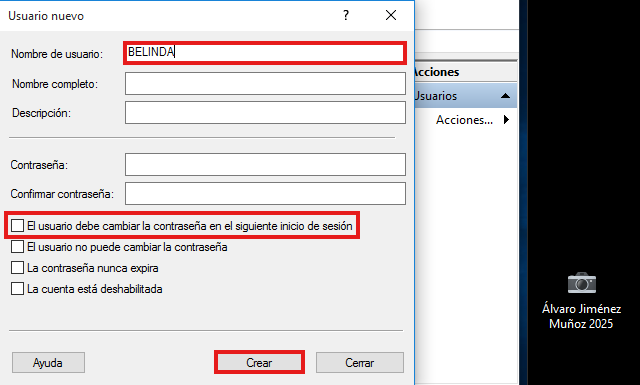 Usuario nuevo
?
Nombre de usuario:
BELINDA
Nombre completo:
Descripción:
Contraseña:
Confirmar contraseña:
El usuario debe cambiar la contraseña en el siguiente inicio de sesión
El usuario no puede cambiar la contraseña
La contraseña nunca expira
La cuenta está deshabilitada
Ayuda
Crear
Cerrar
Acciones
Usuarios
Acciones...
Álvaro Jiménez
Muñoz 2025